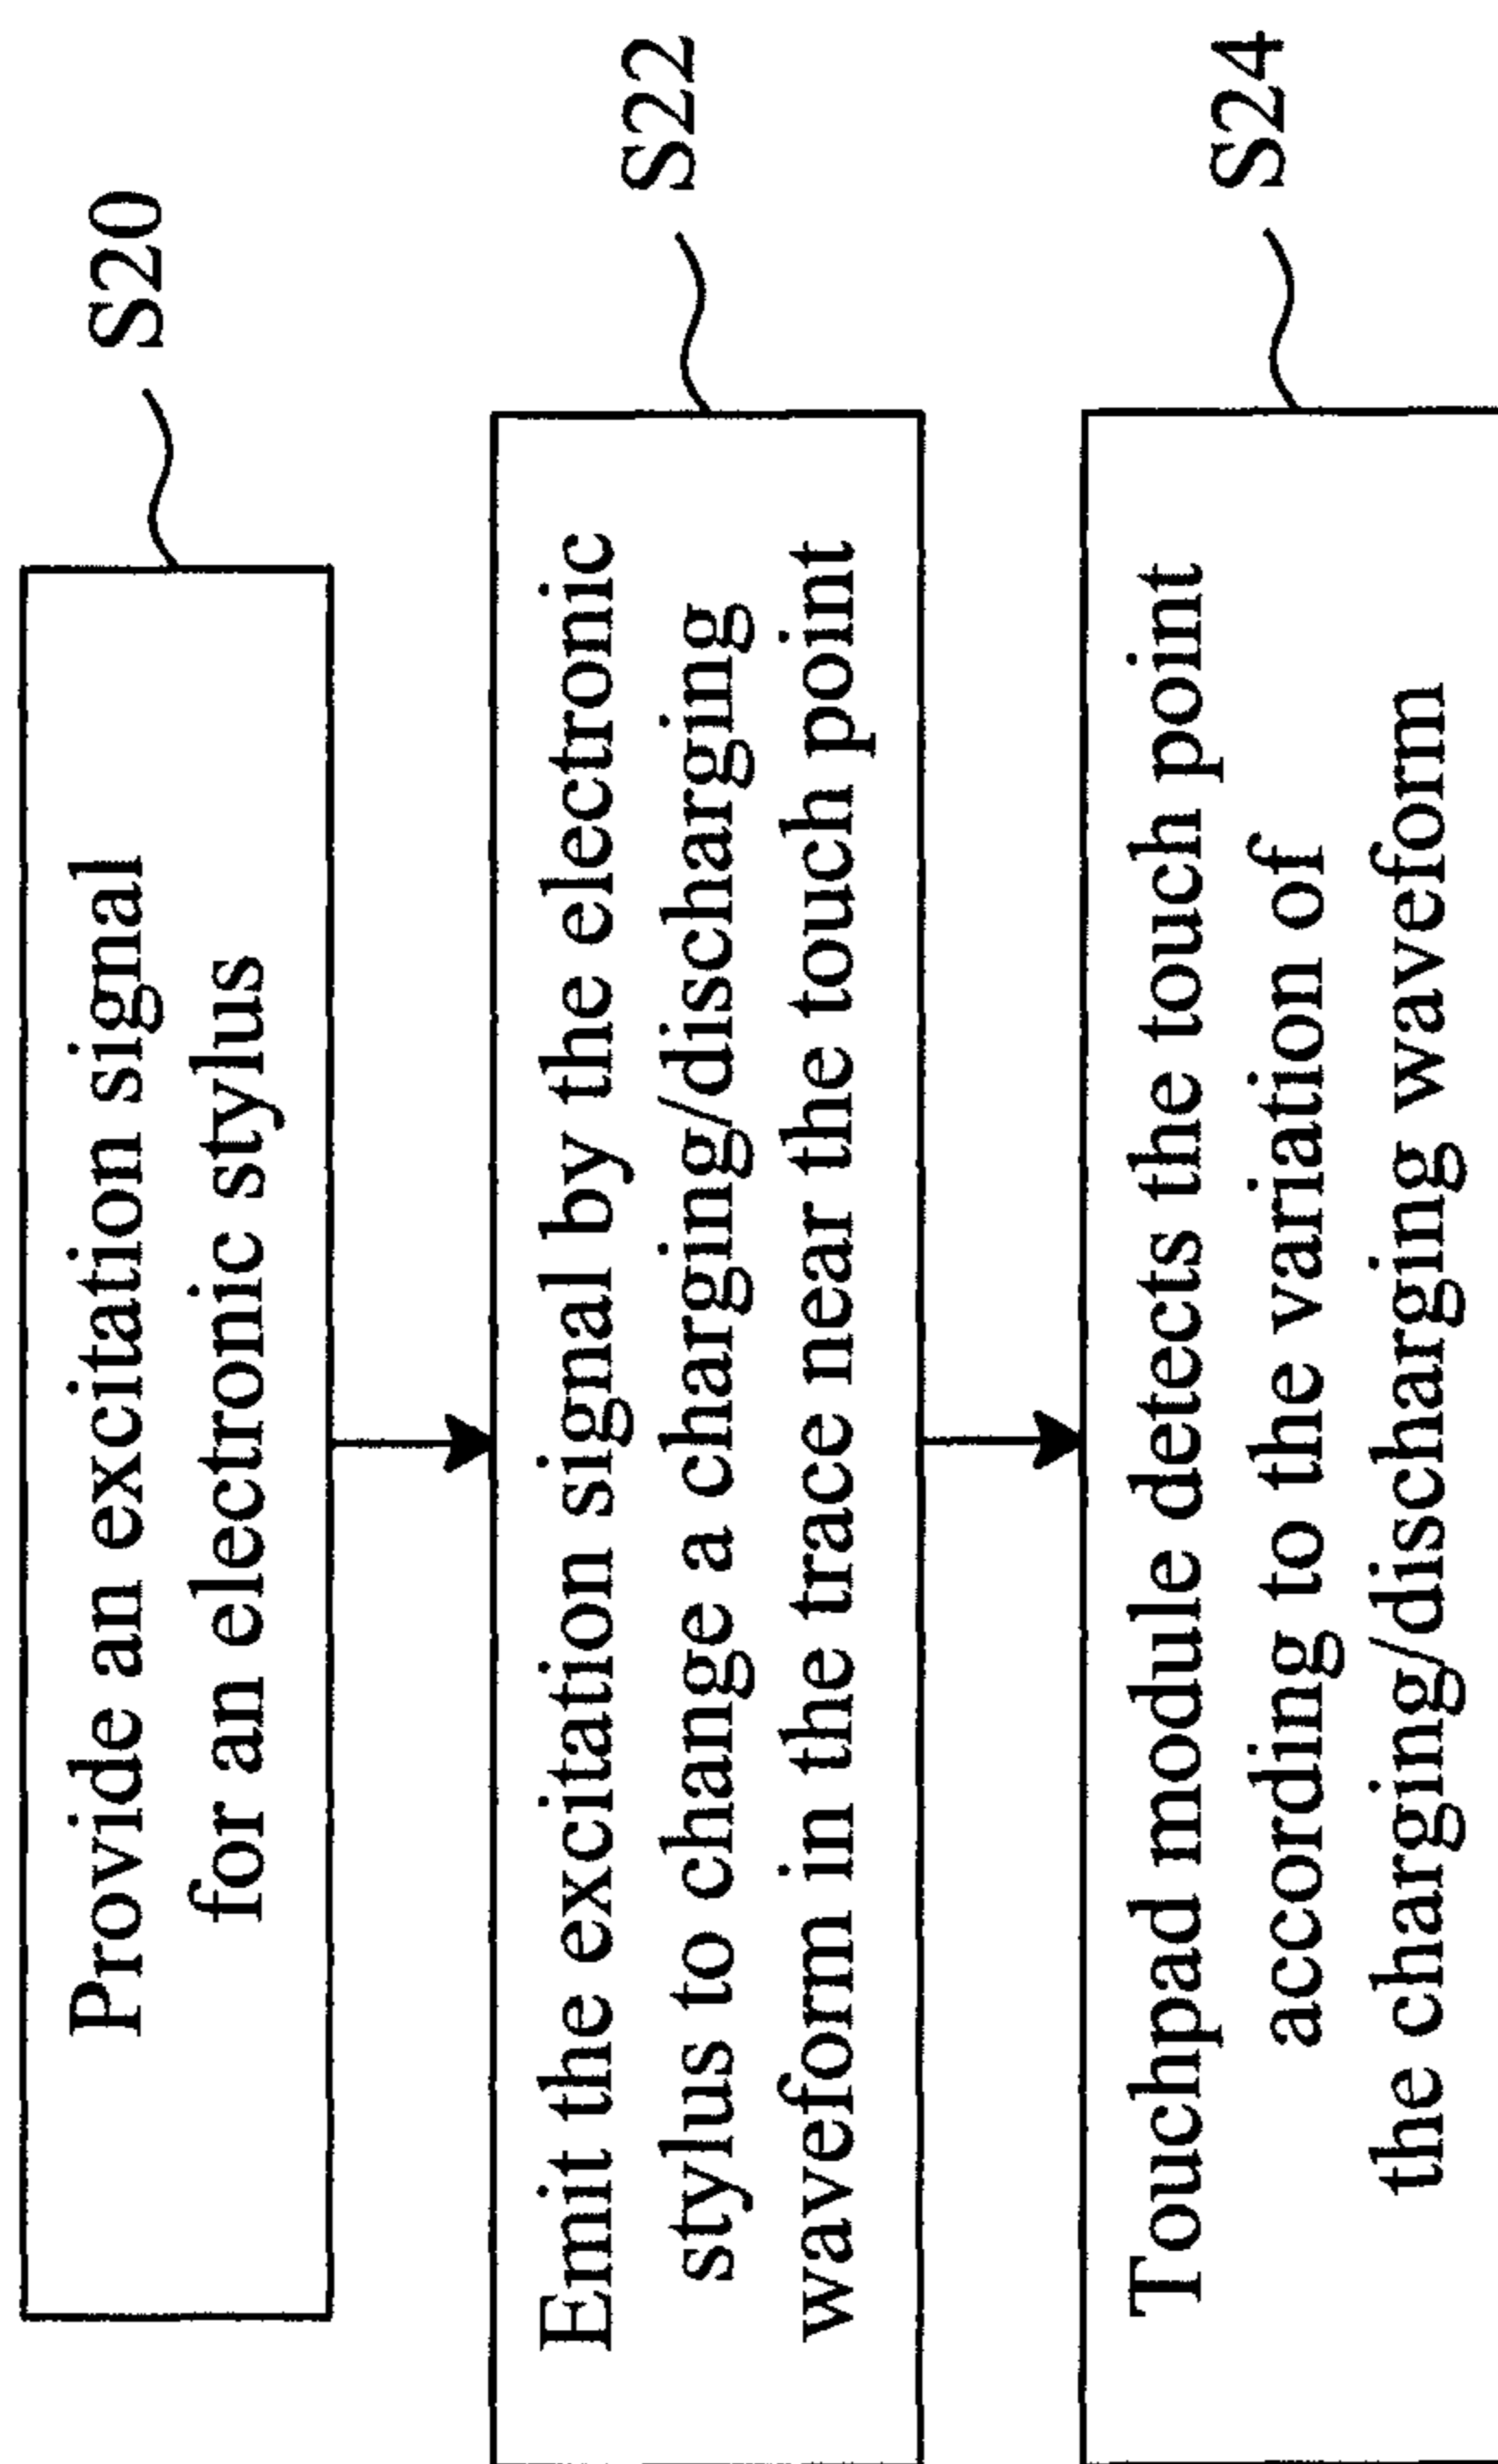 Provide an excitation signal
for an electronic stylus
S20
Emit the excitation signal by the electronic
stylus to change a charging/discharging
waveform in the trace near the touch point
S22
Touchpad module detects the touch point
according to the variation of
the charging/discharging waveform
S24